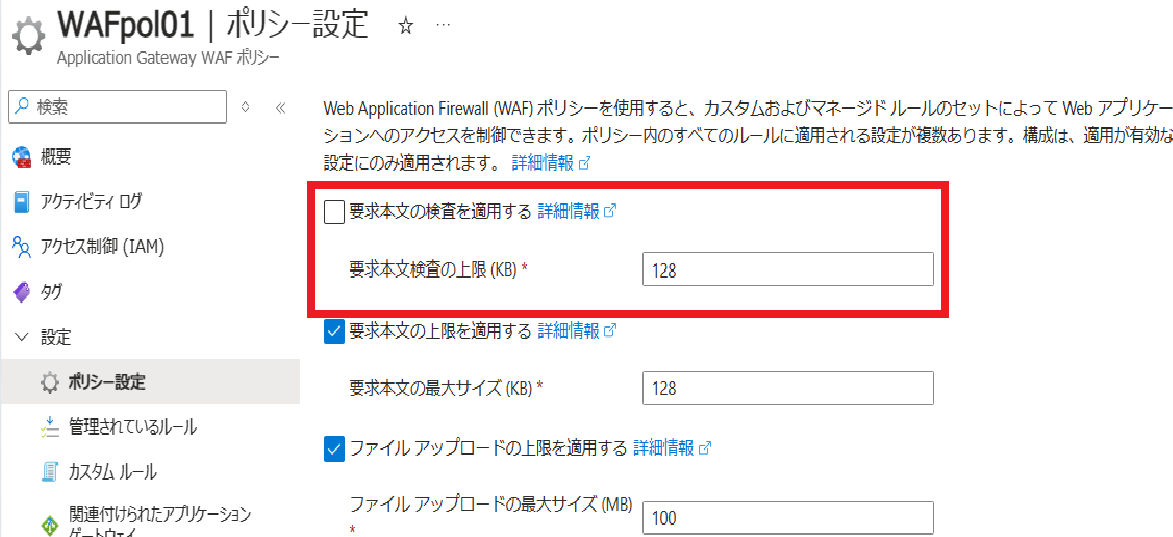 WAFpol01 | ポリシー設定 ☆ …
Application Gateway WAF ポリシー
検索
概要
アクティビティ ログ
アクセス制御 (IAM)
タグ
設定
ポリシー設定
管理されているルール
カスタム ルール
関連付けられたアプリケーション
ゲートウェイ
Web Application Firewall (WAF) ポリシーを使用すると、カスタムおよびマネージド ルールのセットによって Web アプリケー
ションへのアクセスを制御できます。ポリシー内のすべてのルールに適用される設定が複数あります。構成は、適用が有効な
設定にのみ適用されます。 詳細情報
要求本文の検査を適用する 詳細情報
要求本文検査の上限 (KB) * 128
要求本文の上限を適用する 詳細情報
要求本文の最大サイズ (KB) * 128
ファイル アップロードの上限を適用する 詳細情報
ファイル アップロードの最大サイズ (MB)
* 100